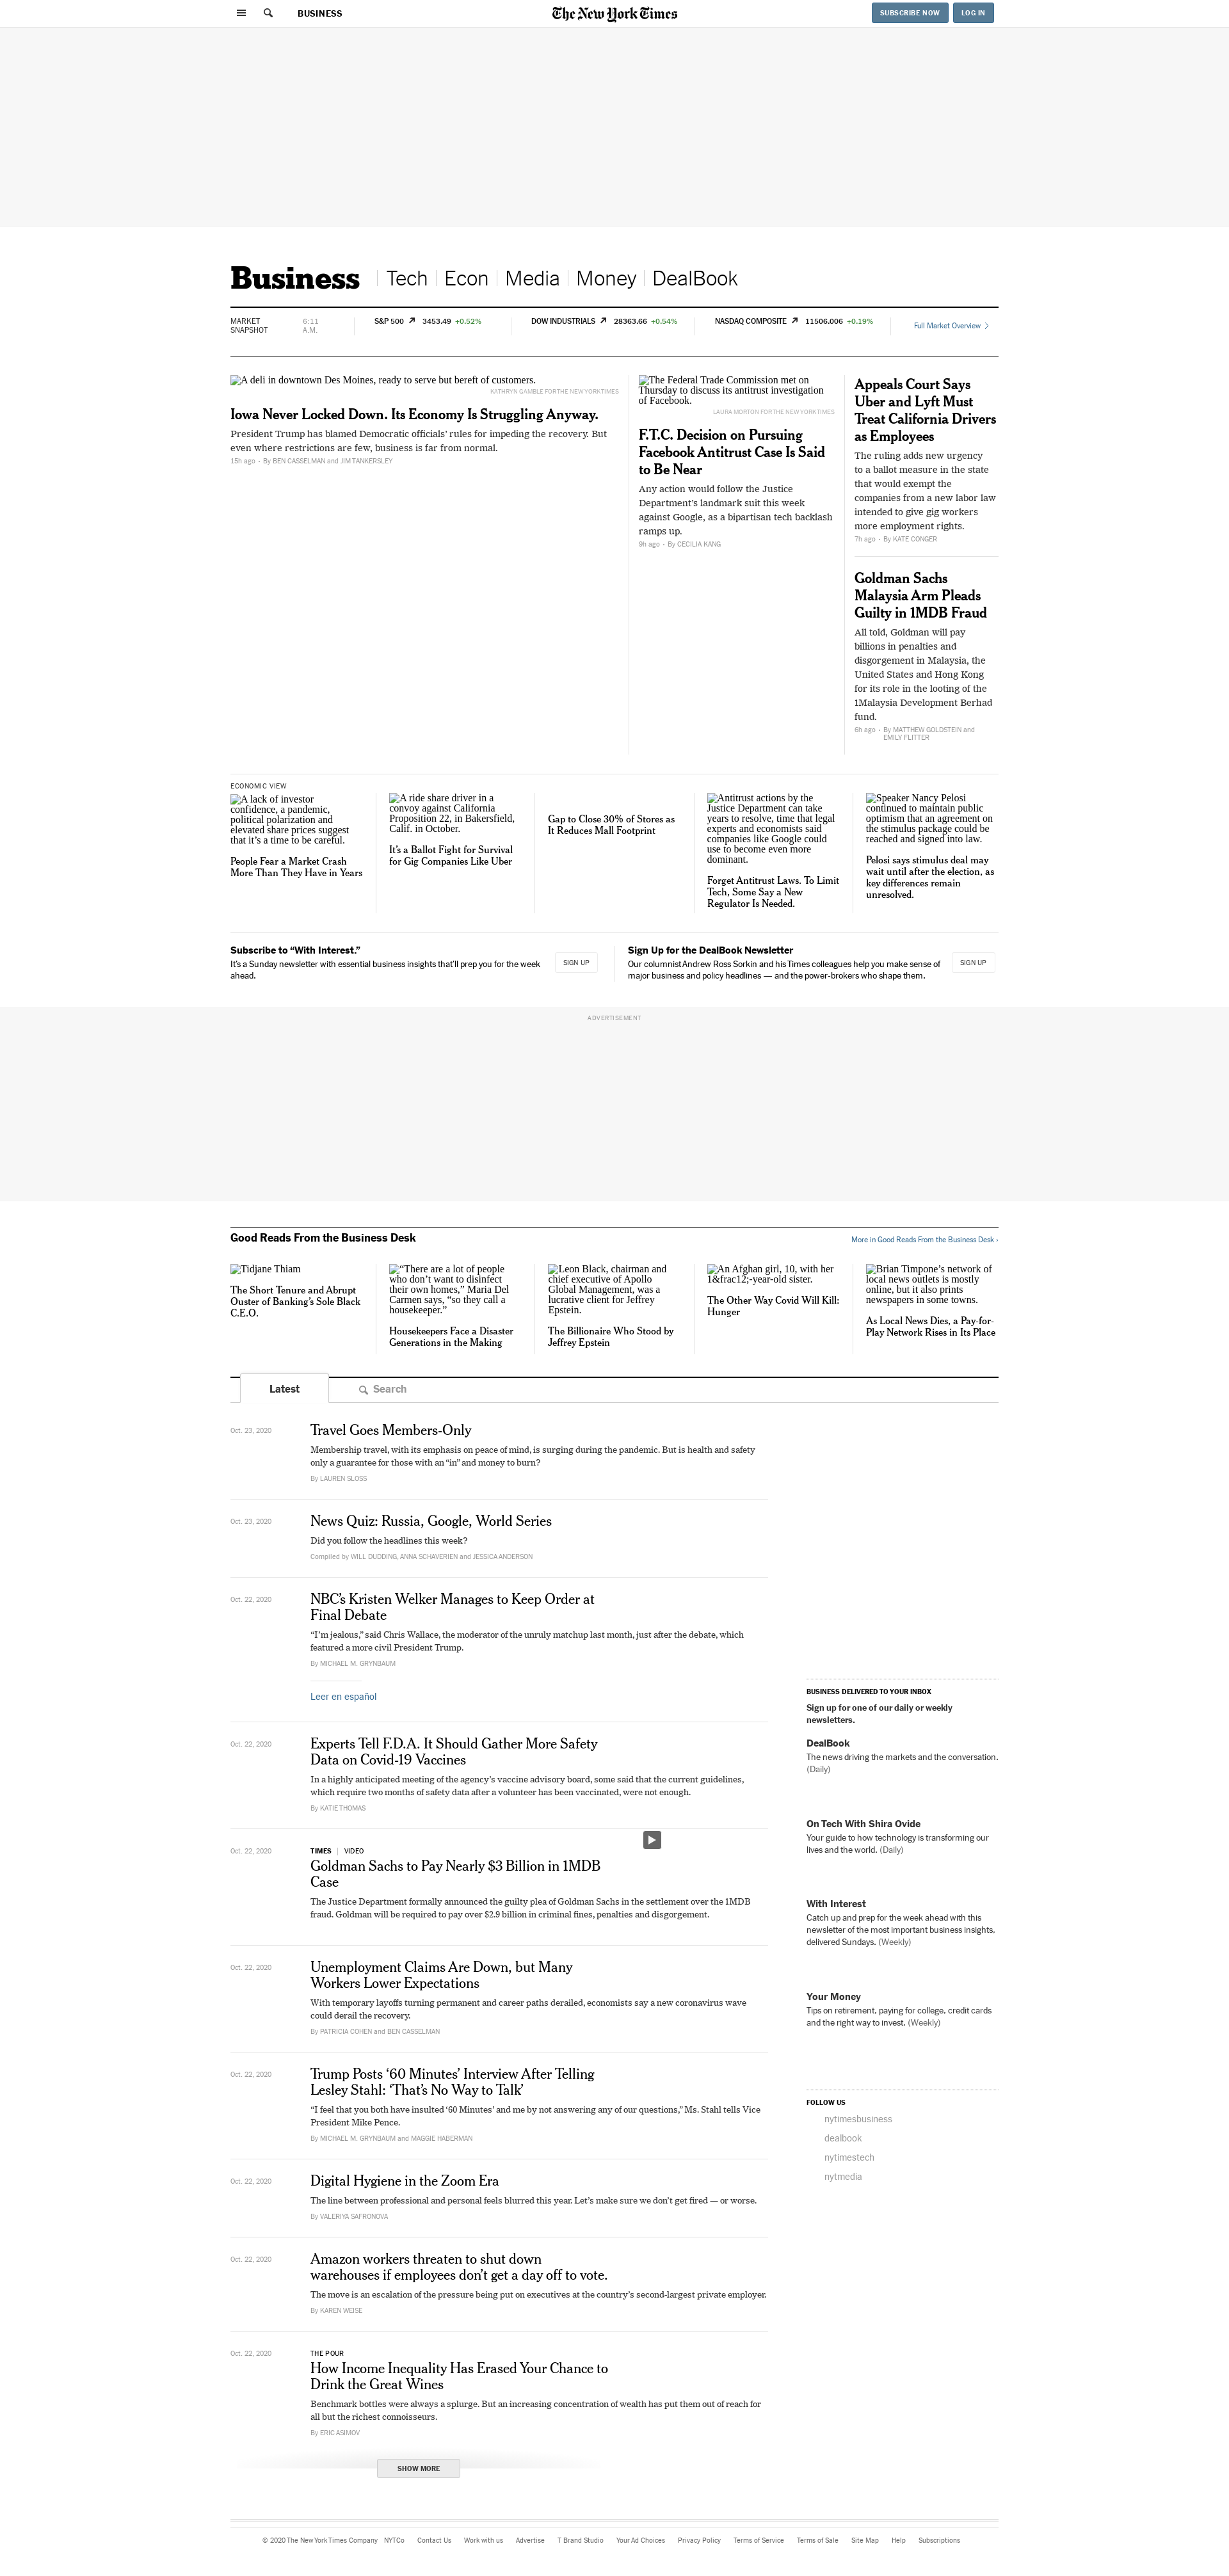 BUSINESS
The New York Times
SUBSCRIBE NOW
LOG IN
Business
Tech
Econ
Media
Money
DealBook
MARKET
SNAPSHOT
6:11
A.M.
S&P 500 3453.49 +0.52%
DOW INDUSTRIALS 28363.66 +0.54%
NASDAQ COMPOSITE 11506.006 +0.19%
Full Market Overview
A deli in downtown Des Moines, ready to serve but bereft of customers.
KATHRYN GAMBLE FOR THE NEW YORK TIMES
Iowa Never Locked Down. Its Economy Is Struggling Anyway.
President Trump has blamed Democratic officials’ rules for impeding the recovery. But
even where restrictions are few, business is far from normal.
15h ago • By BEN CASSELMAN and JIM TANKERSLEY
The Federal Trade Commission met on
Thursday to discuss its antitrust investigation
of Facebook.
LAURA MORTON FOR THE NEW YORK TIMES
F.T.C. Decision on Pursuing
Facebook Antitrust Case Is Said
to Be Near
Any action would follow the Justice
Department’s landmark suit this week
against Google, as a bipartisan tech backlash
ramps up.
9h ago • By CECILIA KANG
Appeals Court Says
Uber and Lyft Must
Treat California Drivers
as Employees
The ruling adds new urgency
to a ballot measure in the state
that would exempt the
companies from a new labor law
intended to give gig workers
more employment rights.
7h ago • By KATE CONGER
Goldman Sachs
Malaysia Arm Pleads
Guilty in 1MDB Fraud
All told, Goldman will pay
billions in penalties and
disgorgement in Malaysia, the
United States and Hong Kong
for its role in the looting of the
1Malaysia Development Berhad
fund.
6h ago • By MATTHEW GOLDSTEIN and
EMILY FLITTER
ECONOMIC VIEW
A lack of investor
confidence, a pandemic,
political polarization and
elevated share prices suggest
that it’s a time to be careful.
People Fear a Market Crash
More Than They Have in Years
A ride share driver in a
convoy against California
Proposition 22, in Bakersfield,
Calif. in October.
It’s a Ballot Fight for Survival
for Gig Companies Like Uber
Gap to Close 30% of Stores as
It Reduces Mall Footprint
Antitrust actions by the
Justice Department can take
years to resolve, time that legal
experts and economists said
companies like Google could
use to become even more
dominant.
Forget Antitrust Laws. To Limit
Tech, Some Say a New
Regulator Is Needed.
Speaker Nancy Pelosi
continued to maintain public
optimism that an agreement on
the stimulus package could be
reached and signed into law.
Pelosi says stimulus deal may
wait until after the election, as
key differences remain
unresolved.
Subscribe to “With Interest.”
It’s a Sunday newsletter with essential business insights that’ll prep you for the week
ahead.
SIGN UP
Sign Up for the DealBook Newsletter
Our columnist Andrew Ross Sorkin and his Times colleagues help you make sense of
major business and policy headlines — and the power-brokers who shape them.
SIGN UP
ADVERTISEMENT
Good Reads From the Business Desk
More in Good Reads From the Business Desk ›
Tidjane Thiam
The Short Tenure and Abrupt
Ouster of Banking’s Sole Black
C.E.O.
“There are a lot of people
who don’t want to disinfect
their own homes,” Maria Del
Carmen says, “so they call a
housekeeper.”
Housekeepers Face a Disaster
Generations in the Making
Leon Black, chairman and
chief executive of Apollo
Global Management, was a
lucrative client for Jeffrey
Epstein.
The Billionaire Who Stood by
Jeffrey Epstein
An Afghan girl, 10, with her
1&frac12;-year-old sister.
The Other Way Covid Will Kill:
Hunger
Brian Timpone’s network of
local news outlets is mostly
online, but it also prints
newspapers in some towns.
As Local News Dies, a Pay-for-
Play Network Rises in Its Place
Latest
Search
Oct. 23, 2020
Travel Goes Members-Only
Membership travel, with its emphasis on peace of mind, is surging during the pandemic. But is health and safety
only a guarantee for those with an “in” and money to burn?
By LAUREN SLOSS
Oct. 23, 2020
News Quiz: Russia, Google, World Series
Did you follow the headlines this week?
Compiled by WILL DUDDING, ANNA SCHAVERIEN and JESSICA ANDERSON
Oct. 22, 2020
NBC’s Kristen Welker Manages to Keep Order at
Final Debate
“I’m jealous,” said Chris Wallace, the moderator of the unruly matchup last month, just after the debate, which
featured a more civil President Trump.
By MICHAEL M. GRYNBAUM
Leer en español
Oct. 22, 2020
Experts Tell F.D.A. It Should Gather More Safety
Data on Covid-19 Vaccines
In a highly anticipated meeting of the agency’s vaccine advisory board, some said that the current guidelines,
which require two months of safety data after a volunteer has been vaccinated, were not enough.
By KATIE THOMAS
Oct. 22, 2020
TIMES | VIDEO
Goldman Sachs to Pay Nearly $3 Billion in 1MDB
Case
The Justice Department formally announced the guilty plea of Goldman Sachs in the settlement over the 1MDB
fraud. Goldman will be required to pay over $2.9 billion in criminal fines, penalties and disgorgement.
Oct. 22, 2020
Unemployment Claims Are Down, but Many
Workers Lower Expectations
With temporary layoffs turning permanent and career paths derailed, economists say a new coronavirus wave
could derail the recovery.
By PATRICIA COHEN and BEN CASSELMAN
Oct. 22, 2020
Trump Posts ‘60 Minutes’ Interview After Telling
Lesley Stahl: ‘That’s No Way to Talk’
“I feel that you both have insulted ‘60 Minutes’ and me by not answering any of our questions,” Ms. Stahl tells Vice
President Mike Pence.
By MICHAEL M. GRYNBAUM and MAGGIE HABERMAN
Oct. 22, 2020
Digital Hygiene in the Zoom Era
The line between professional and personal feels blurred this year. Let’s make sure we don’t get fired — or worse.
By VALERIYA SAFRONOVA
Oct. 22, 2020
Amazon workers threaten to shut down
warehouses if employees don’t get a day off to vote.
The move is an escalation of the pressure being put on executives at the country’s second-largest private employer.
By KAREN WEISE
Oct. 22, 2020
THE POUR
How Income Inequality Has Erased Your Chance to
Drink the Great Wines
Benchmark bottles were always a splurge. But an increasing concentration of wealth has put them out of reach for
all but the richest connoisseurs.
By ERIC ASIMOV
SHOW MORE
BUSINESS DELIVERED TO YOUR INBOX
Sign up for one of our daily or weekly
newsletters.
DealBook
The news driving the markets and the conversation.
(Daily)
On Tech With Shira Ovide
Your guide to how technology is transforming our
lives and the world. (Daily)
With Interest
Catch up and prep for the week ahead with this
newsletter of the most important business insights,
delivered Sundays. (Weekly)
Your Money
Tips on retirement, paying for college, credit cards
and the right way to invest. (Weekly)
FOLLOW US
nytimesbusiness
dealbook
nytimestech
nytmedia
© 2020 The New York Times Company NYTCo Contact Us Work with us Advertise T Brand Studio Your Ad Choices Privacy Policy Terms of Service Terms of Sale Site Map Help Subscriptions